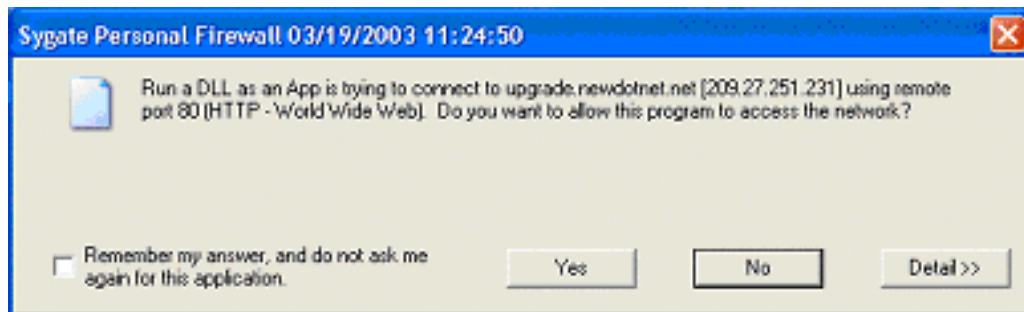 Sygate Personal Firewall 03/19/2003 11:24:50
Run a DLL as an App is trying to connect to upgrade.newdotnet.net [209.27.251.231] using remote
port 80 (HTTP - World Wide Web). Do you want to allow this program to access the network?
Remember my answer, and do not ask me
again for this application.
Yes
No
Detail >>